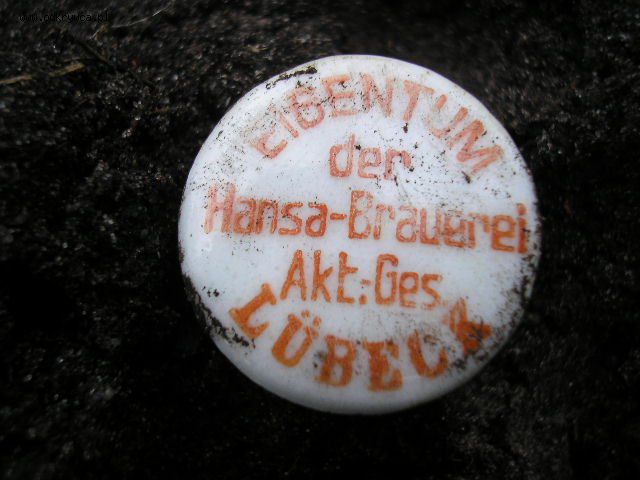 EIGENTUM
der
Hansa-Brauerei
Akt.-Ges.
LÜBECK